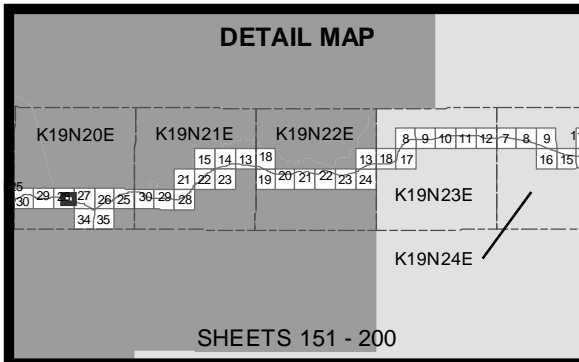 DETAIL MAP
K19N20E K19N21E K19N22E
8 9 10 11 12 7 8 9
15 14 13 18 13 18 17 16 15
21 22 23 19 20 21 22 23 24
30 29 27 26 25 30 29 28
34 35
K19N23E
K19N24E
SHEETS 151 - 200